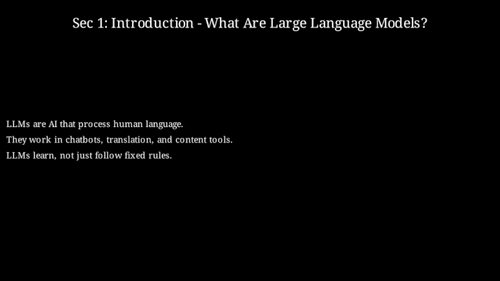 Sec 1: Introduction - What Are Large Language Models?
LLMs are AI that process human language.
They work in chatbots, translation, and content tools.
LLMs learn, not just follow fixed rules.